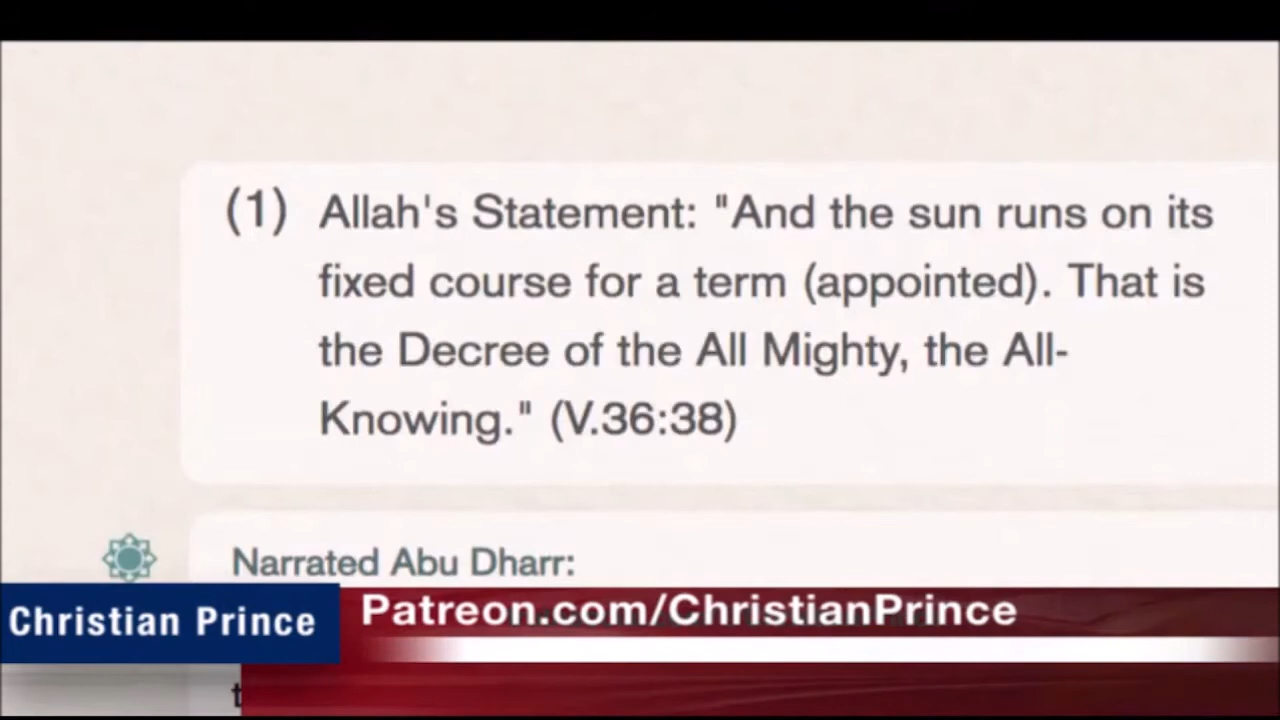 (1) Allah's Statement: "And the sun runs on its
fixed course for a term (appointed). That is
the Decree of the All Mighty, the All-
Knowing." (V.36:38)
Narrated Abu Dharr:
Christian Prince
Patreon.com/ChristianPrince